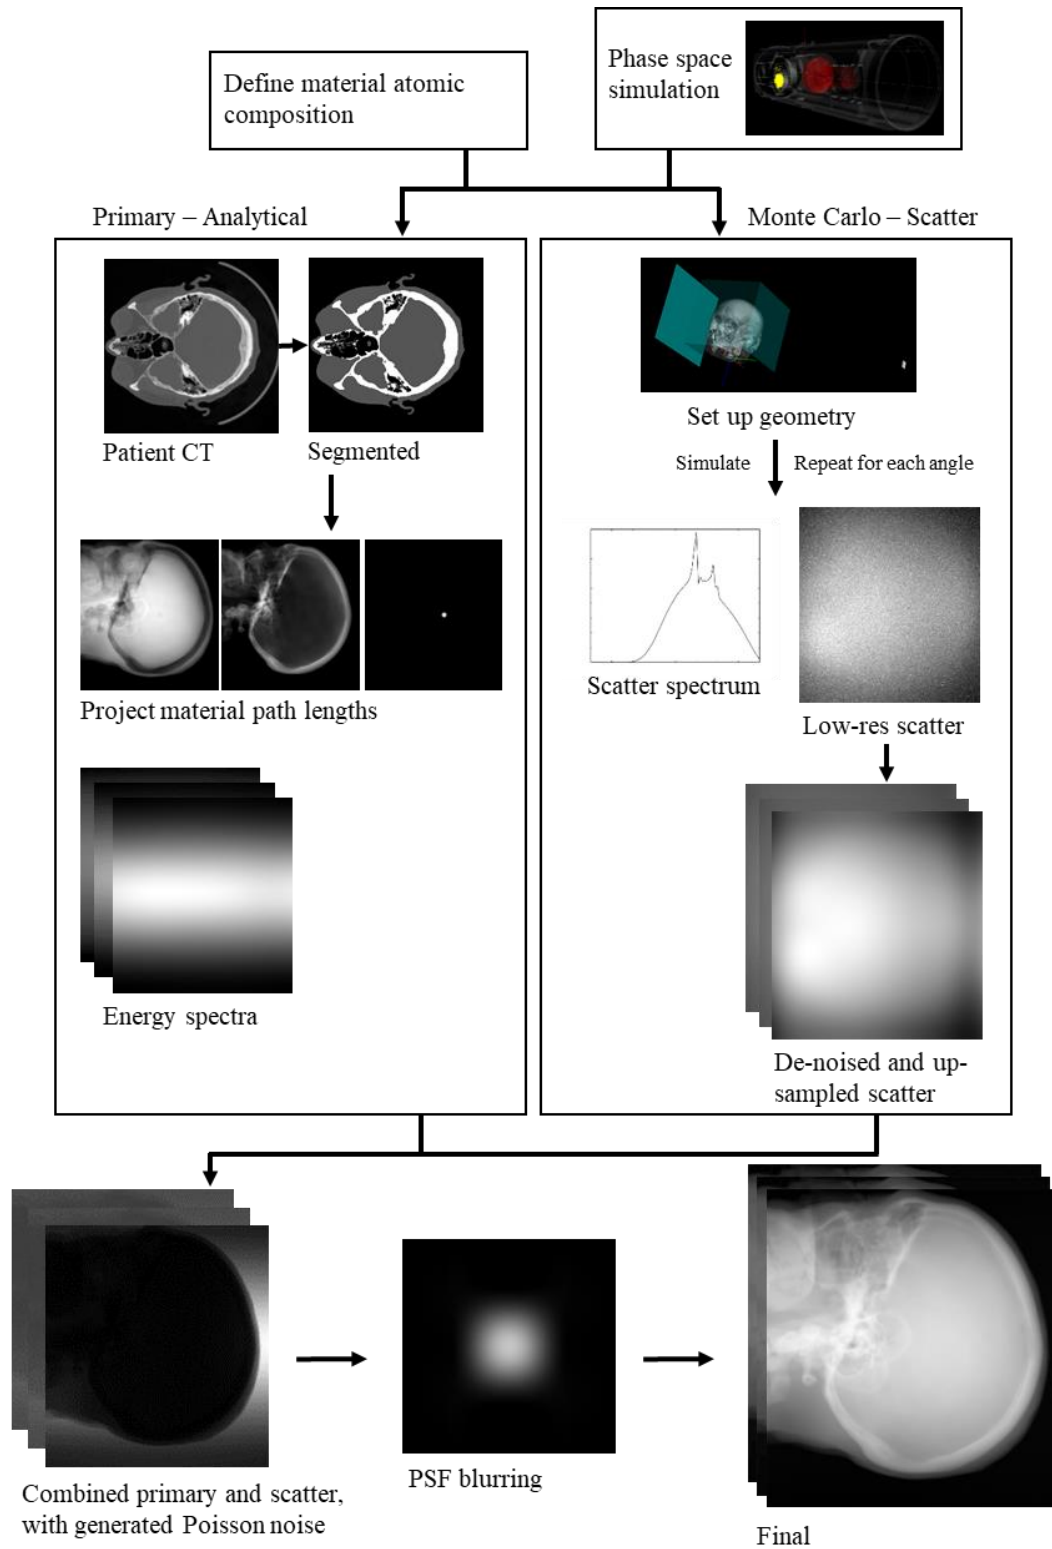 Define material atomic
composition
Phase space
simulation
Primary – Analytical
Monte Carlo – Scatter
Patient CT
Segmented
Project material path lengths
Energy spectra
Set up geometry
Simulate
Repeat for each angle
Scatter spectrum
Low-res scatter
De-noised and up-
sampled scatter
Combined primary and scatter,
with generated Poisson noise
PSF blurring
Final